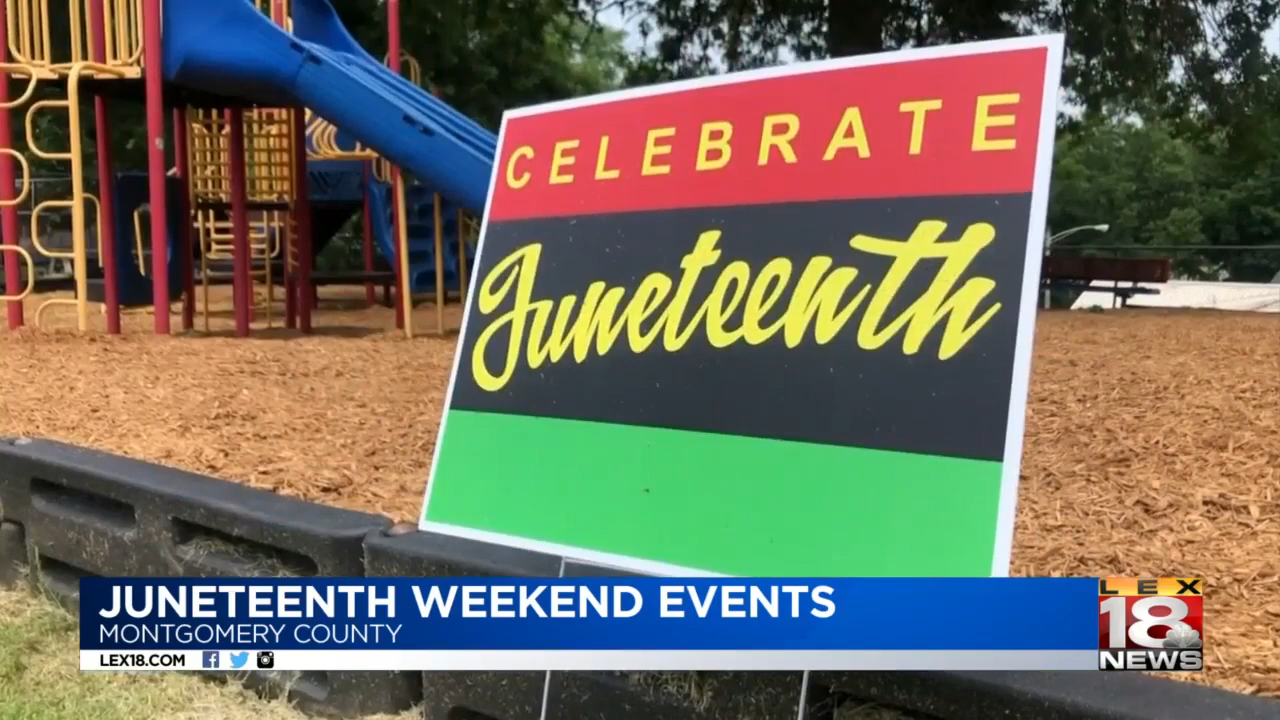 CELEBRATE
Juneteenth
JUNETEENTH WEEKEND EVENTS
MONTGOMERY COUNTY
LEX18.COM
LEX
18
NEWS